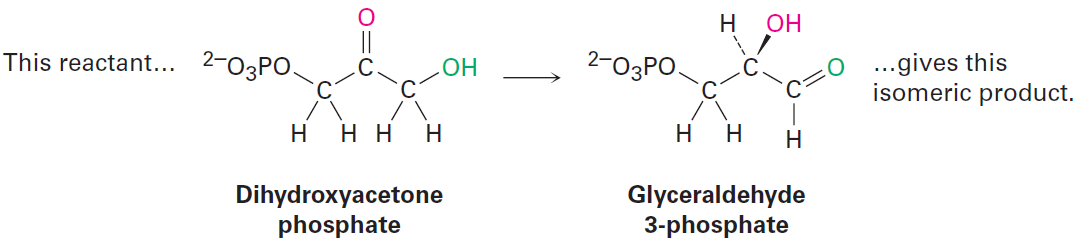 O H OH
This reactant... 2–O3PO C OH 2–O3PO C O ...gives this
C C C C isomeric product.
H H H H H H H
Dihydroxyacetone Glyceraldehyde
phosphate 3-phosphate